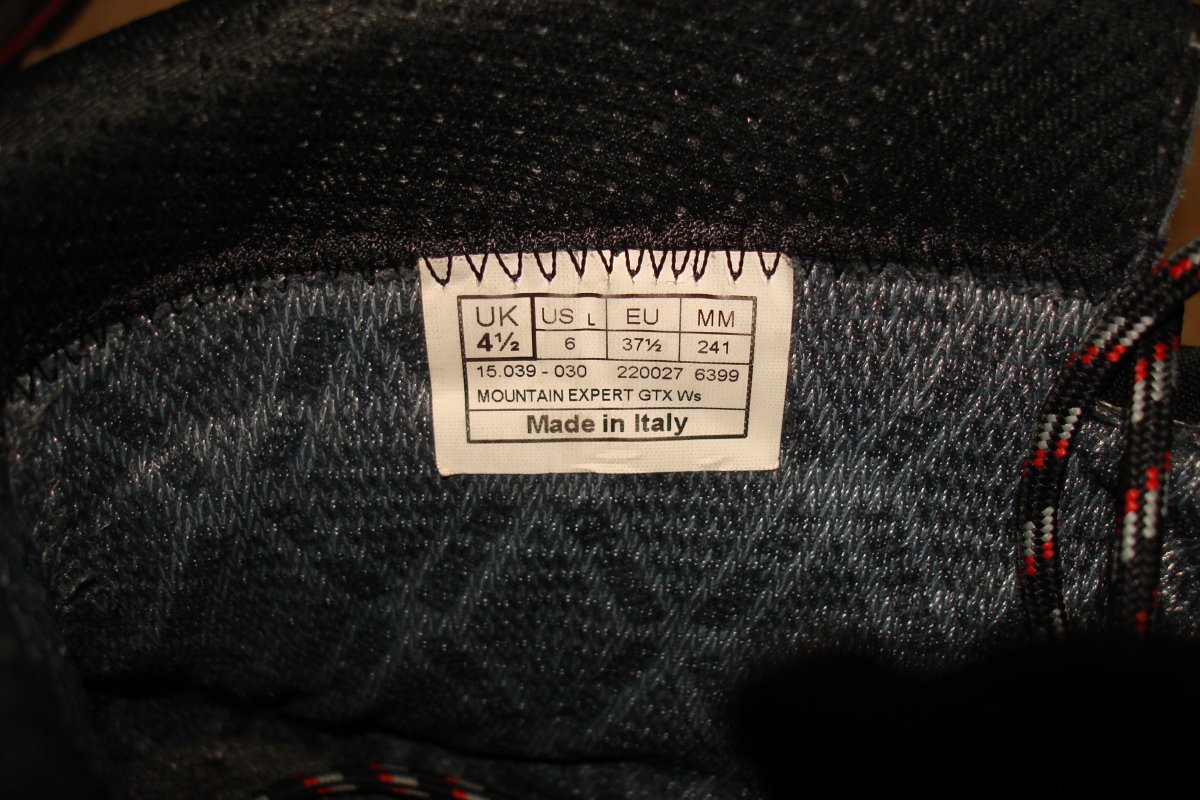 UK US L EU MM
4½ 6 37½ 241
15.039 - 030 220027 6399
MOUNTAIN EXPERT GTX Ws
Made in Italy